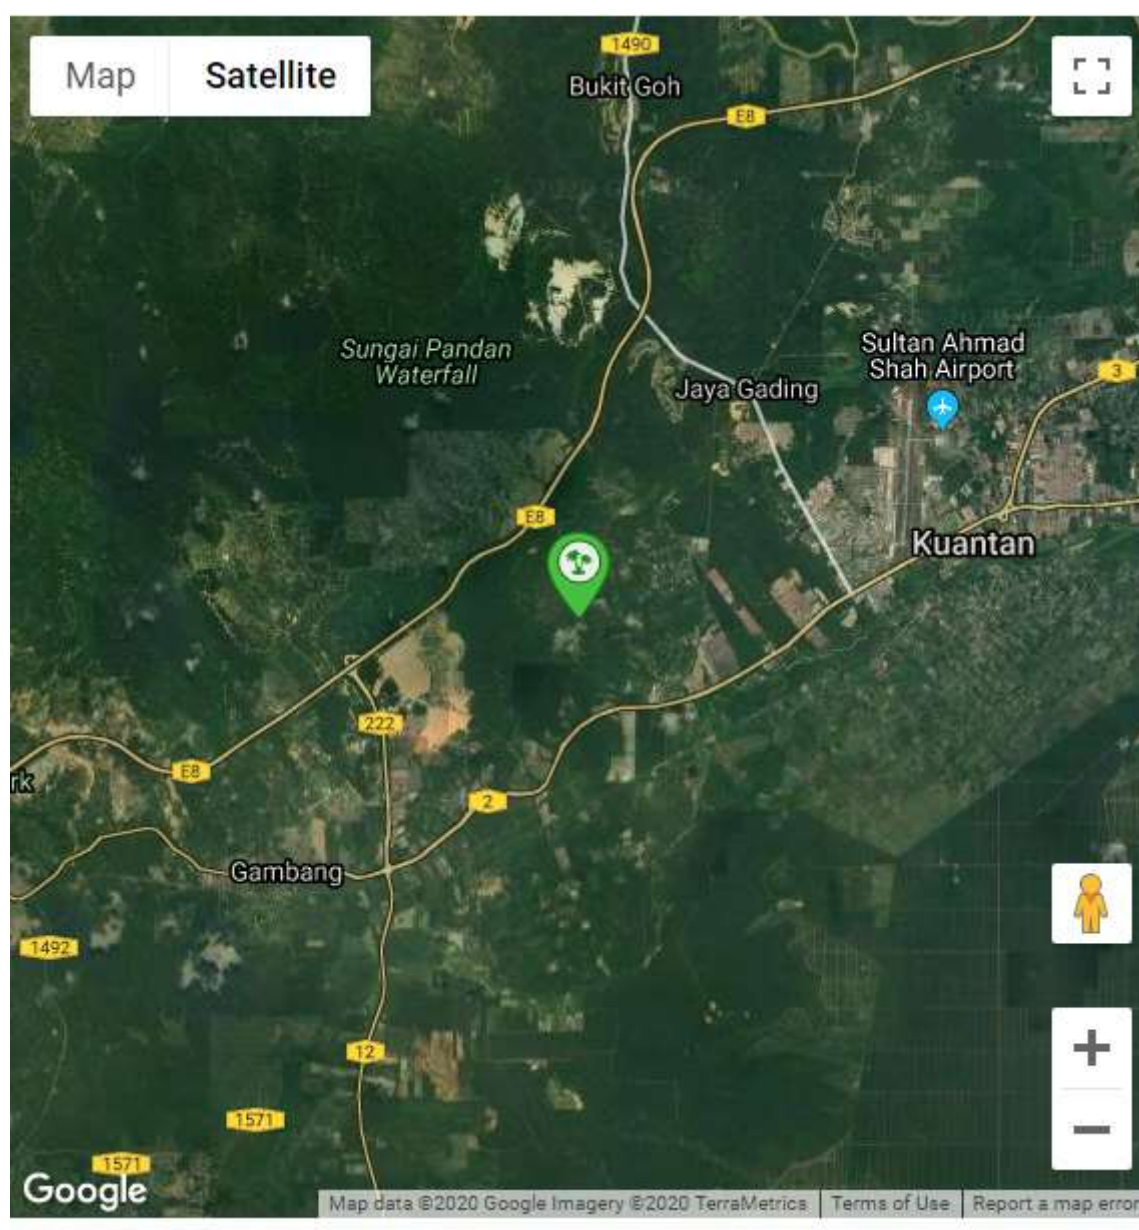 Map
Satellite
1490
Bukit Goh
E8
Sungai Pandan
Waterfall
Sultan Ahmad
Shah Airport
3
Jaya Gading
E8
Kuantan
222
E8
rk
2
Gambang
1492
12
1571
1571
Google
Map data ©2020 Google Imagery ©2020 TerraMetrics
Terms of Use
Report a map error